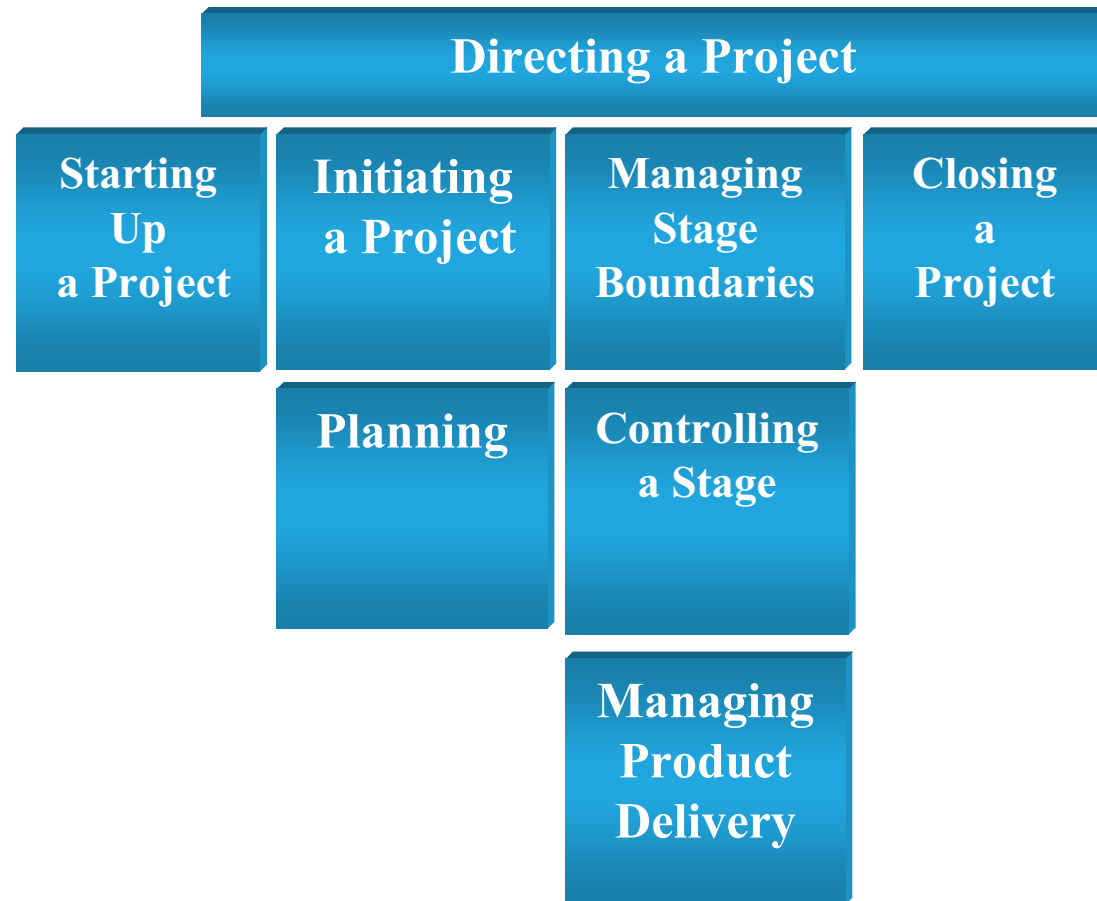 Directing a Project
Starting
Up
a Project
Initiating
a Project
Managing
Stage
Boundaries
Closing
a
Project
Planning
Controlling
a Stage
Managing
Product
Delivery